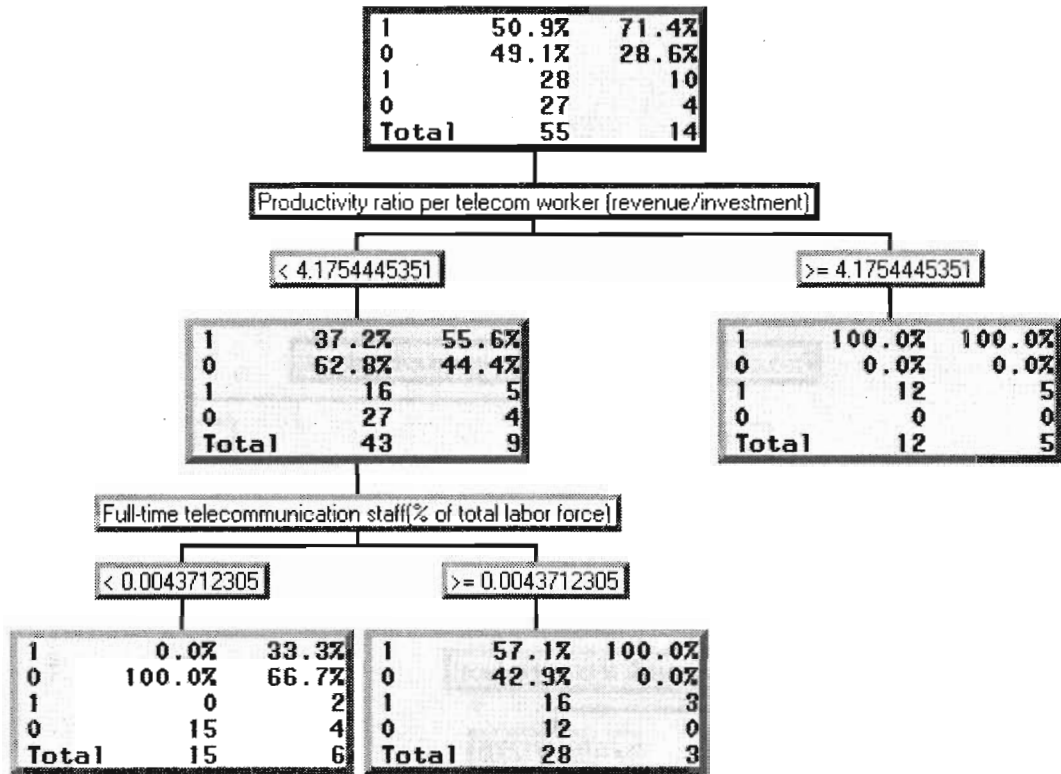 1 50.9% 71.4%
0 49.1% 28.6%
1 28 10
0 27 4
Total 55 14
Productivity ratio per telecom worker (revenue/investment)
< 4.1754445351
>= 4.1754445351
1 37.2% 55.6%
0 62.8% 44.4%
1 16 5
0 27 4
Total 43 9
1 100.0% 100.0%
0 0.0% 0.0%
1 12 5
0 0 0
Total 12 5
Full-time telecommunication staff(% of total labor force)
< 0.0043712305
>= 0.0043712305
1 0.0% 33.3%
0 100.0% 66.7%
1 0 2
0 15 4
Total 15 6
1 57.1% 100.0%
0 42.9% 0.0%
1 16 3
0 12 0
Total 28 3